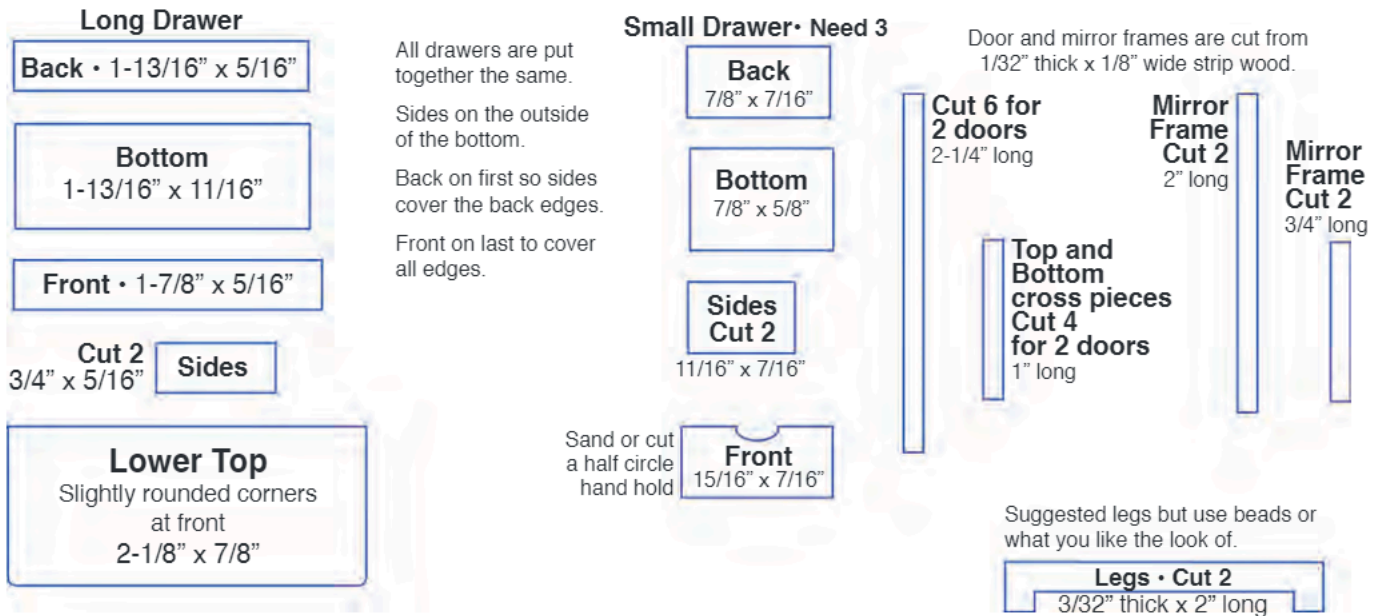 Long Drawer
Back • 1-13/16” x 5/16”
Bottom
1-13/16” x 11/16”
Front • 1-7/8” x 5/16”
Cut 2
3/4” x 5/16”
Sides
Lower Top
Slightly rounded corners
at front
2-1/8” x 7/8”
All drawers are put
together the same.
Sides on the outside
of the bottom.
Back on first so sides
cover the back edges.
Front on last to cover
all edges.
Small Drawer• Need 3
Back
7/8” x 7/16”
Bottom
7/8” x 5/8”
Sides
Cut 2
11/16” x 7/16”
Sand or cut
a half circle
hand hold
Front
15/16” x 7/16”
Door and mirror frames are cut from
1/32” thick x 1/8” wide strip wood.
Cut 6 for
2 doors
2-1/4” long
Top and
Bottom
cross pieces
Cut 4
for 2 doors
1” long
Mirror
Frame
Cut 2
2” long
Mirror
Frame
Cut 2
3/4” long
Suggested legs but use beads or
what you like the look of.
Legs • Cut 2
3/32” thick x 2” long